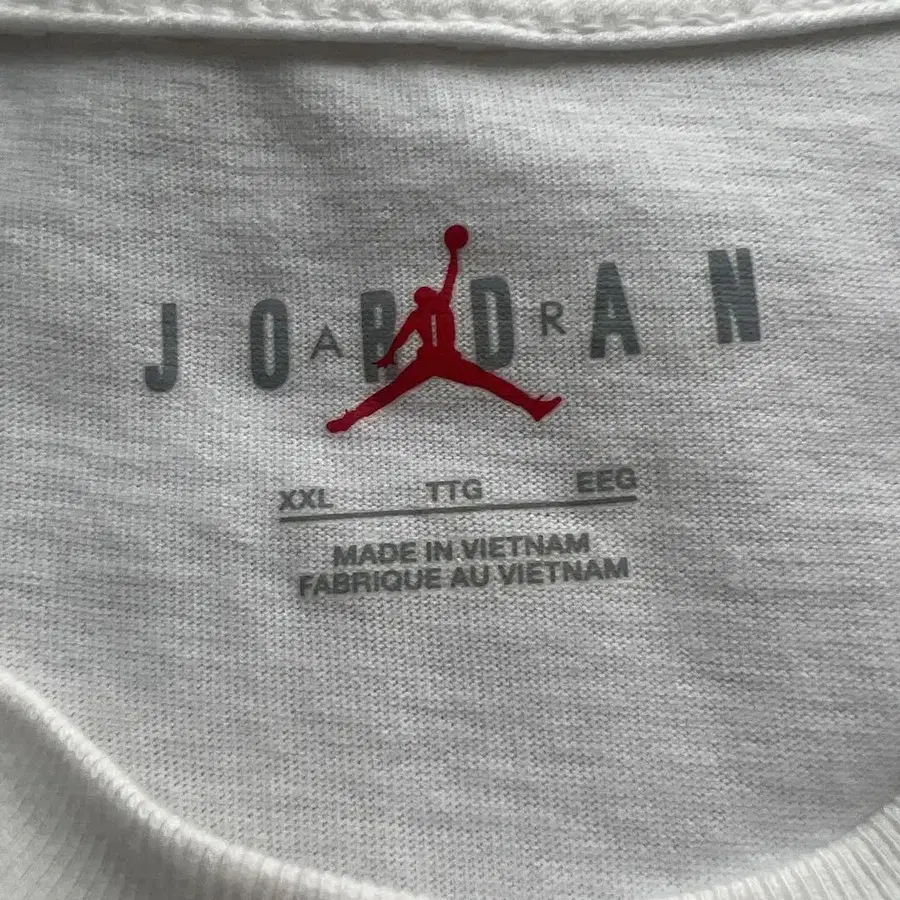 JORDAN
AIR
XXL TTG EEG
MADE IN VIETNAM
FABRIQUE AU VIETNAM